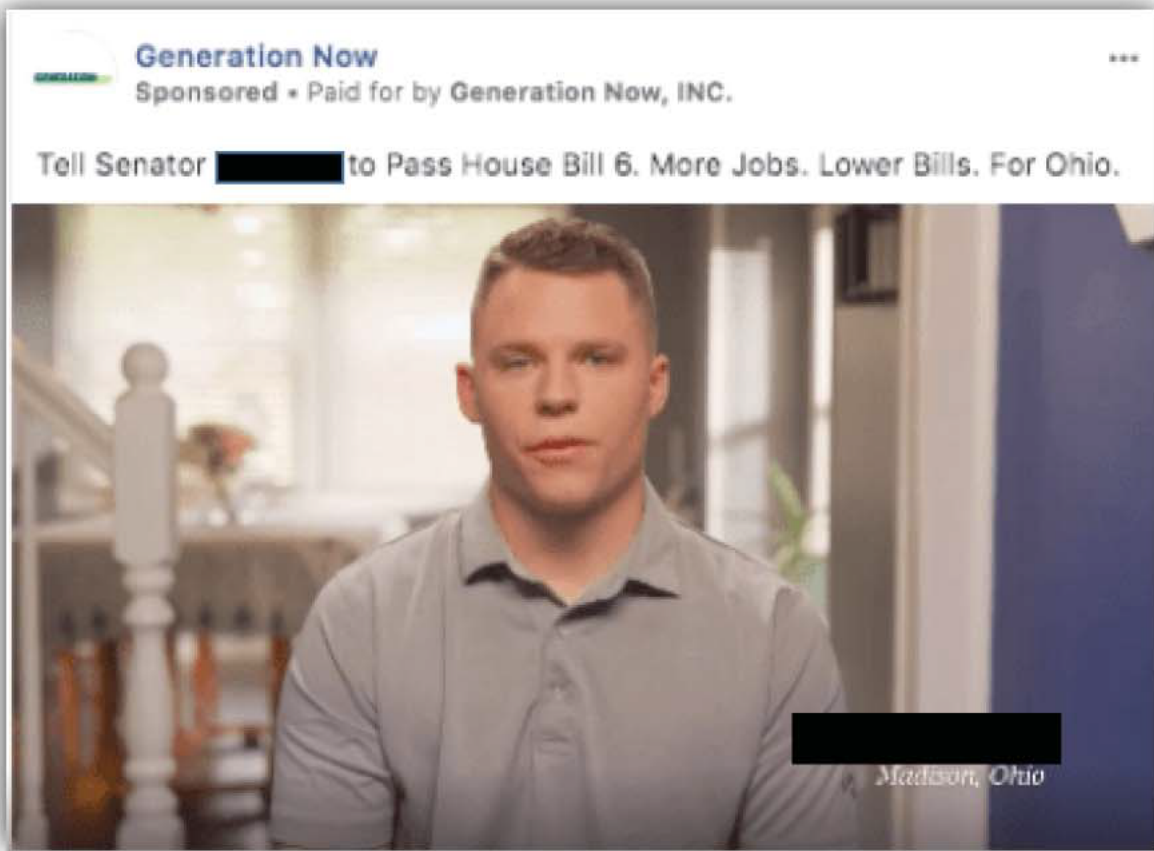 Generation Now
Sponsored • Paid for by Generation Now, INC.
Tell Senator to Pass House Bill 6. More Jobs. Lower Bills. For Ohio.
Madison, Ohio